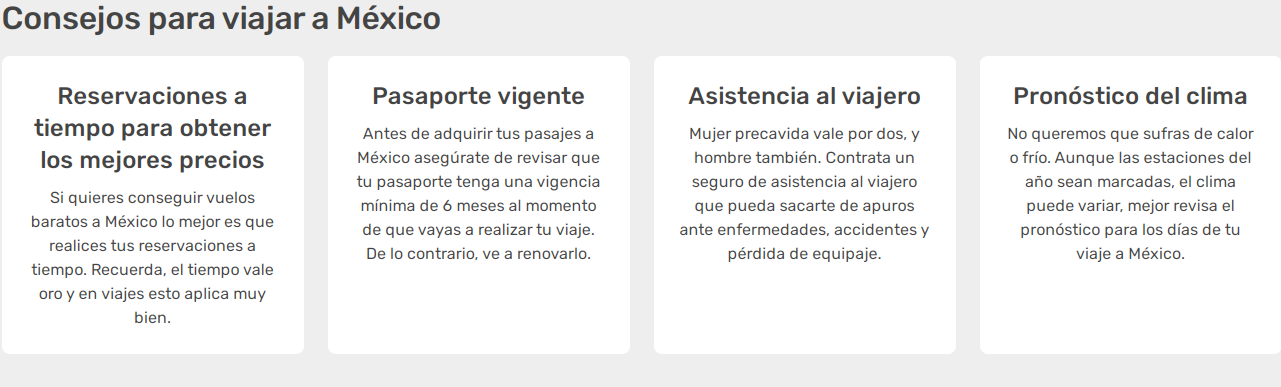 Consejos para viajar a México
Reservaciones a
tiempo para obtener
los mejores precios
Si quieres conseguir vuelos
baratos a México lo mejor es que
realices tus reservaciones a
tiempo. Recuerda, el tiempo vale
oro y en viajes esto aplica muy
bien.
Pasaporte vigente
Antes de adquirir tus pasajes a
México asegúrate de revisar que
tu pasaporte tenga una vigencia
mínima de 6 meses al momento
de que vayas a realizar tu viaje.
De lo contrario, ve a renovarlo.
Asistencia al viajero
Mujer precavida vale por dos, y
hombre también. Contrata un
seguro de asistencia al viajero
que pueda sacarte de apuros
ante enfermedades, accidentes y
pérdida de equipaje.
Pronóstico del clima
No queremos que sufras de calor
o frío. Aunque las estaciones del
año sean marcadas, el clima
puede variar, mejor revisa el
pronóstico para los días de tu
viaje a México.